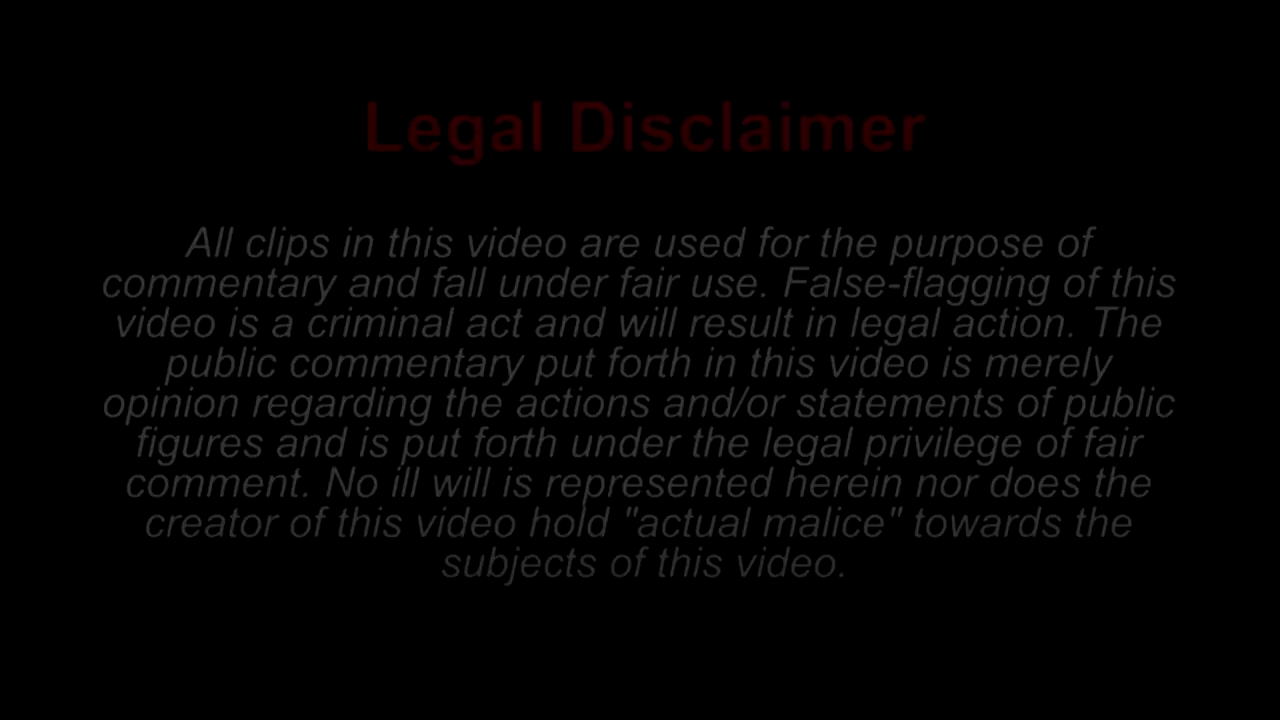 Legal Disclaimer
All clips in this video are used for the purpose of
commentary and fall under fair use. False-flagging of this
video is a criminal act and will result in legal action. The
public commentary put forth in this video is merely
opinion regarding the actions and/or statements of public
figures and is put forth under the legal privilege of fair
comment. No ill will is represented herein nor does the
creator of this video hold "actual malice" towards the
subjects of this video.